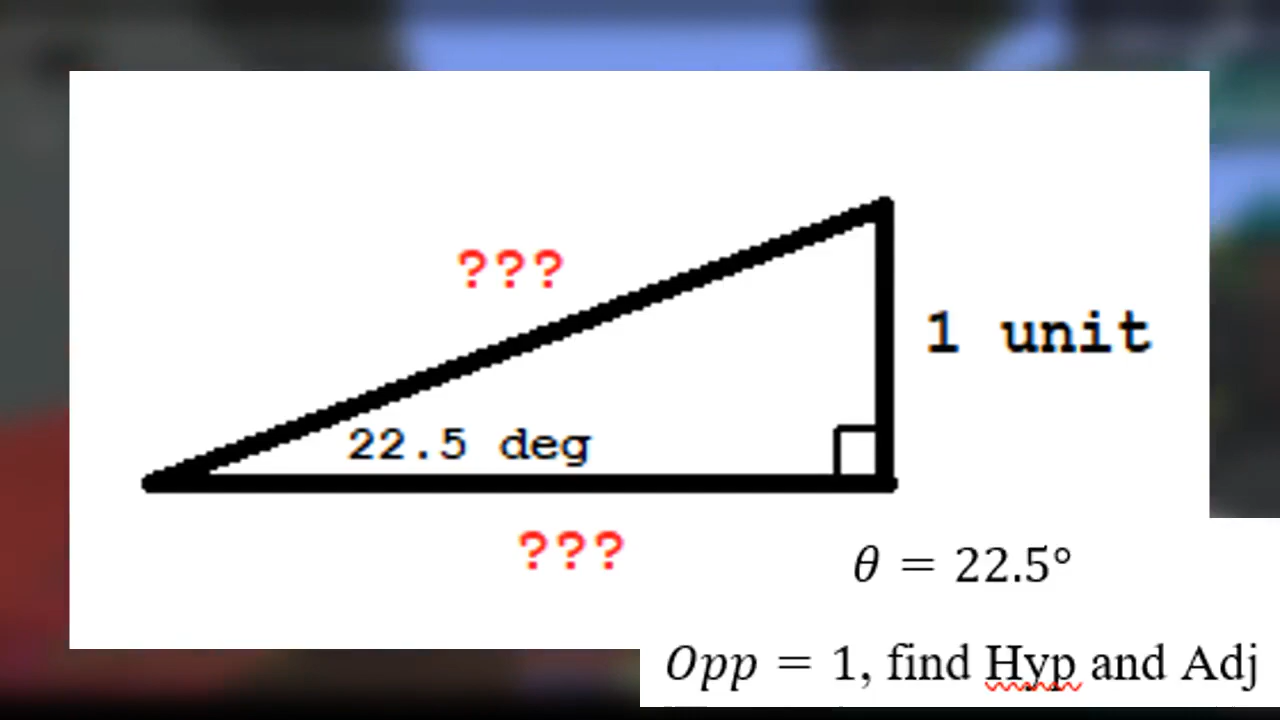 ???
22.5 deg
1 unit
???
θ = 22.5°
Opp = 1, find Hyp and Adj